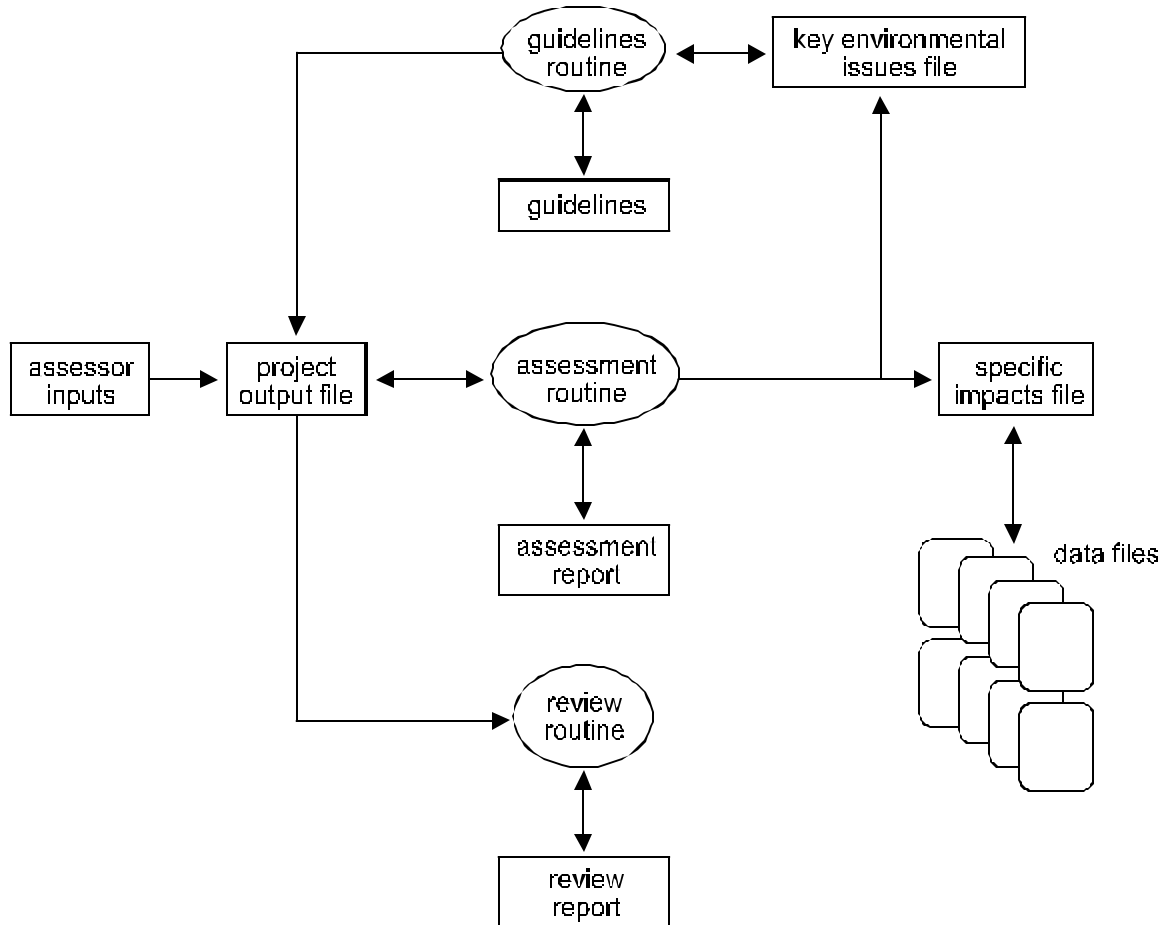 guidelines
routine
key environmental
issues file
guidelines
assessor
inputs
project
output file
assessment
routine
specific
impacts file
assessment
report
data files
review
routine
review
report